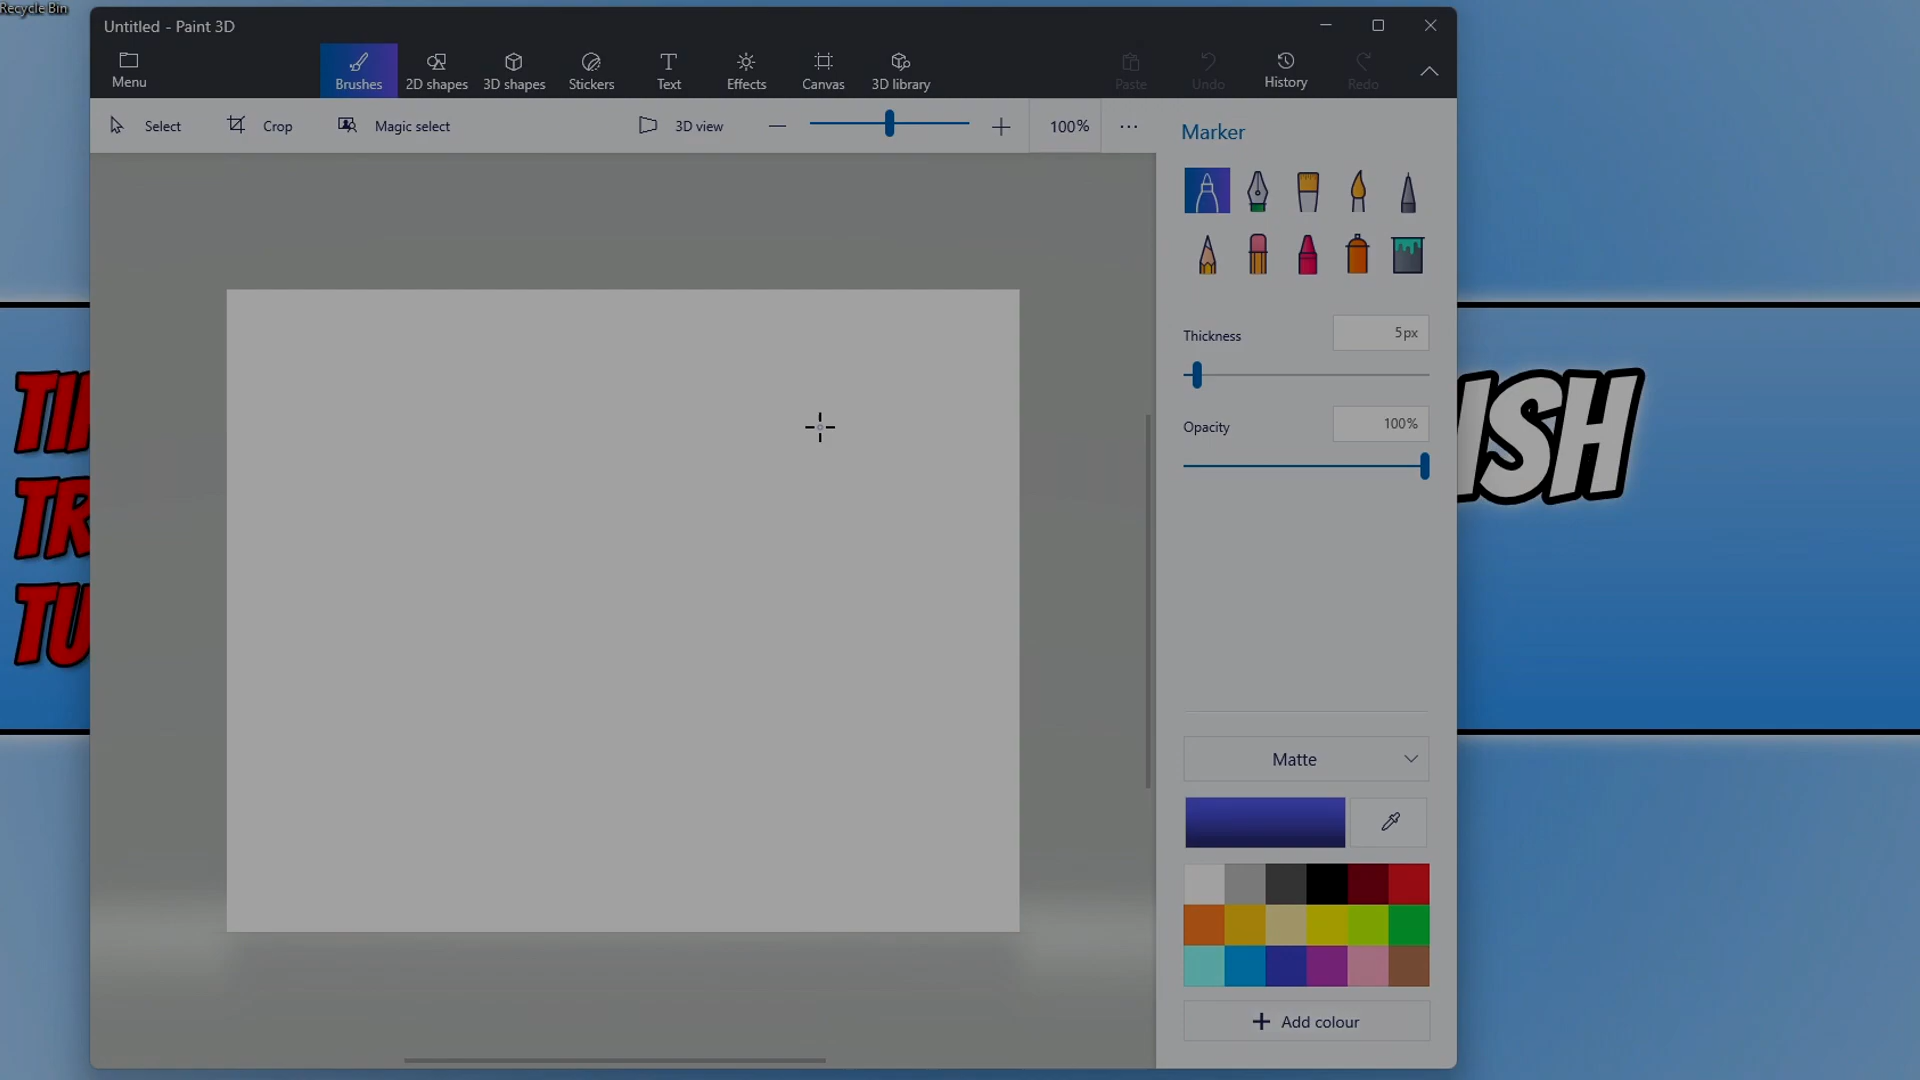 Recycle Bin
Untitled - Paint 3D
Menu
Brushes
2D shapes
3D shapes
Stickers
Text
Effects
Canvas
3D library
Paste
Undo
History
Redo
Select
Crop
Magic select
3D view
100%
Marker
Thickness
5px
Opacity
100%
Matte
Add colour